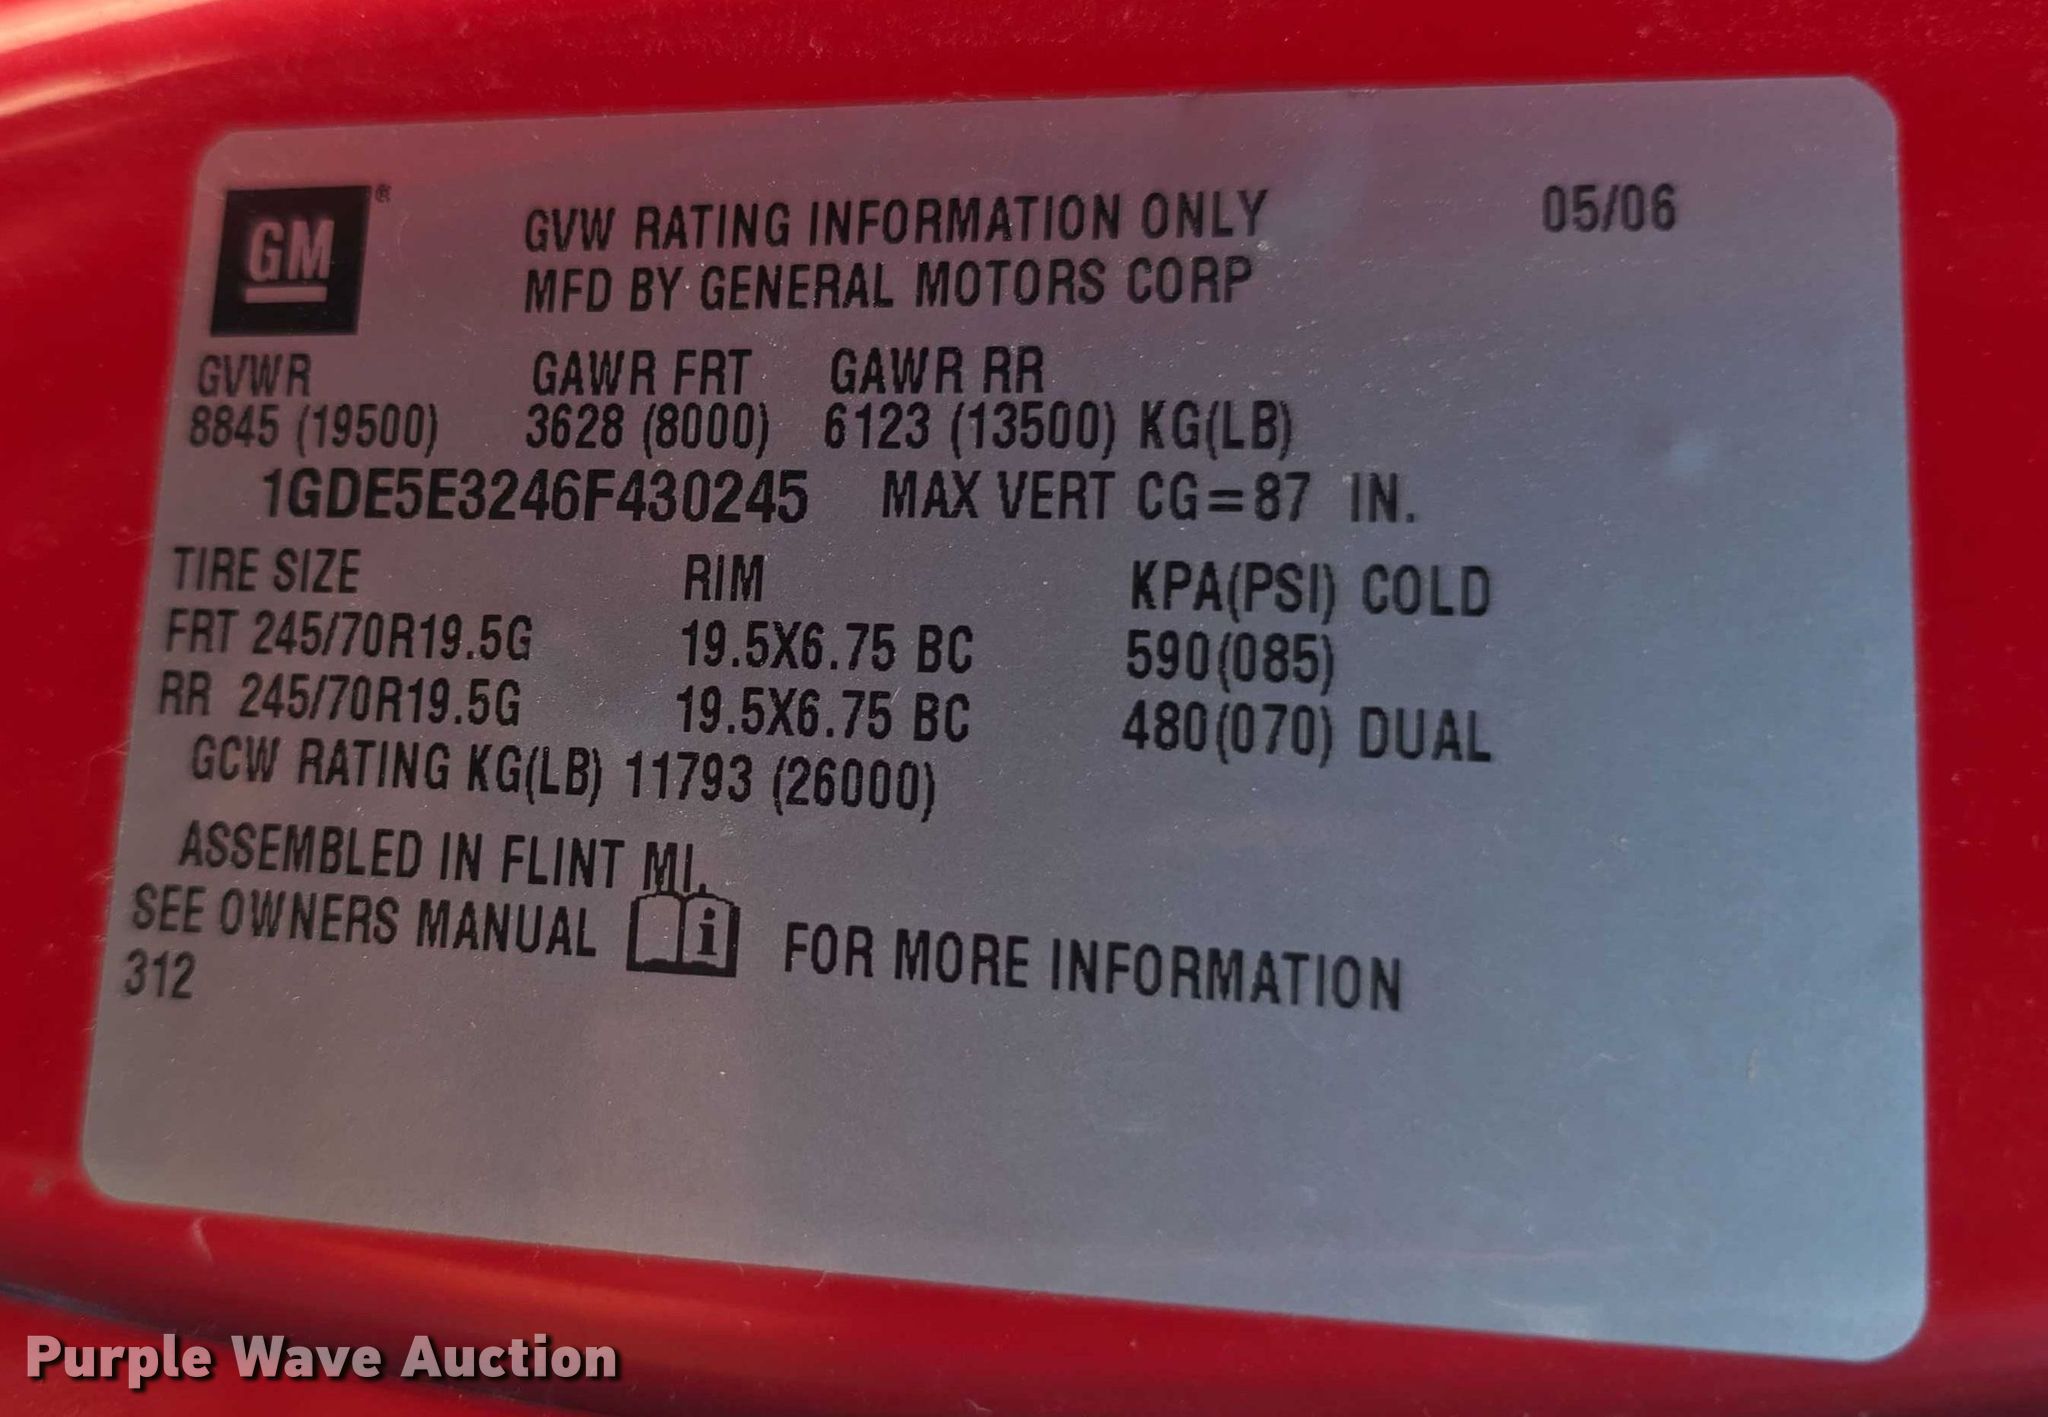 GM®
GVW RATING INFORMATION ONLY 05/06
MFD BY GENERAL MOTORS CORP
GVWR GAWR FRT GAWR RR
8845 (19500) 3628 (8000) 6123 (13500) KG(LB)
1GDE5E3246F430245 MAX VERT CG=87 IN.
TIRE SIZE RIM KPA(PSI) COLD
FRT 245/70R19.5G 19.5X6.75 BC 590(085)
RR 245/70R19.5G 19.5X6.75 BC 480(070) DUAL
GCW RATING KG(LB) 11793 (26000)
ASSEMBLED IN FLINT MI.
SEE OWNERS MANUAL i FOR MORE INFORMATION
312
Purple Wave Auction